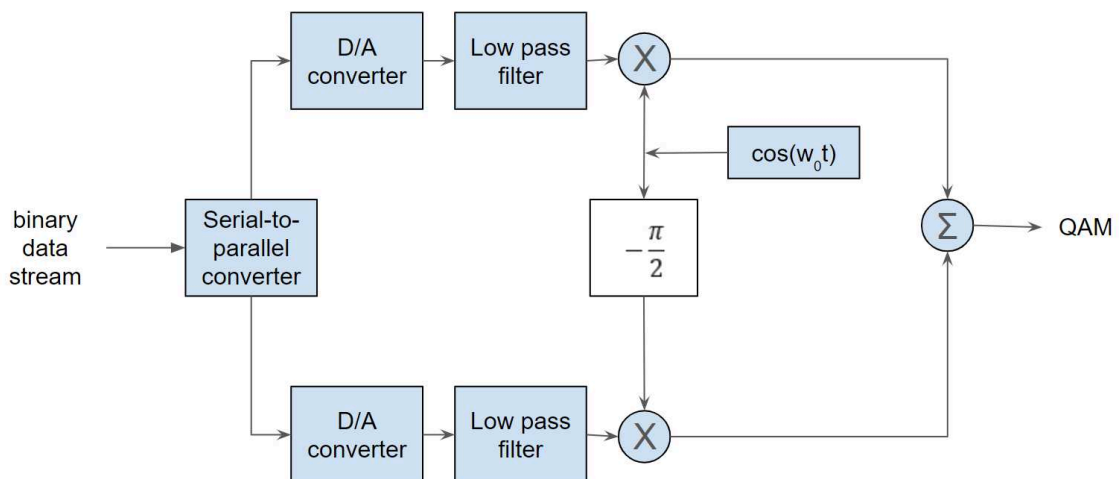 D/A
converter
Low pass
filter
X
cos(w₀t)
binary
data
stream
Serial-to-
parallel
converter
−π/2
Σ
QAM
D/A
converter
Low pass
filter
X